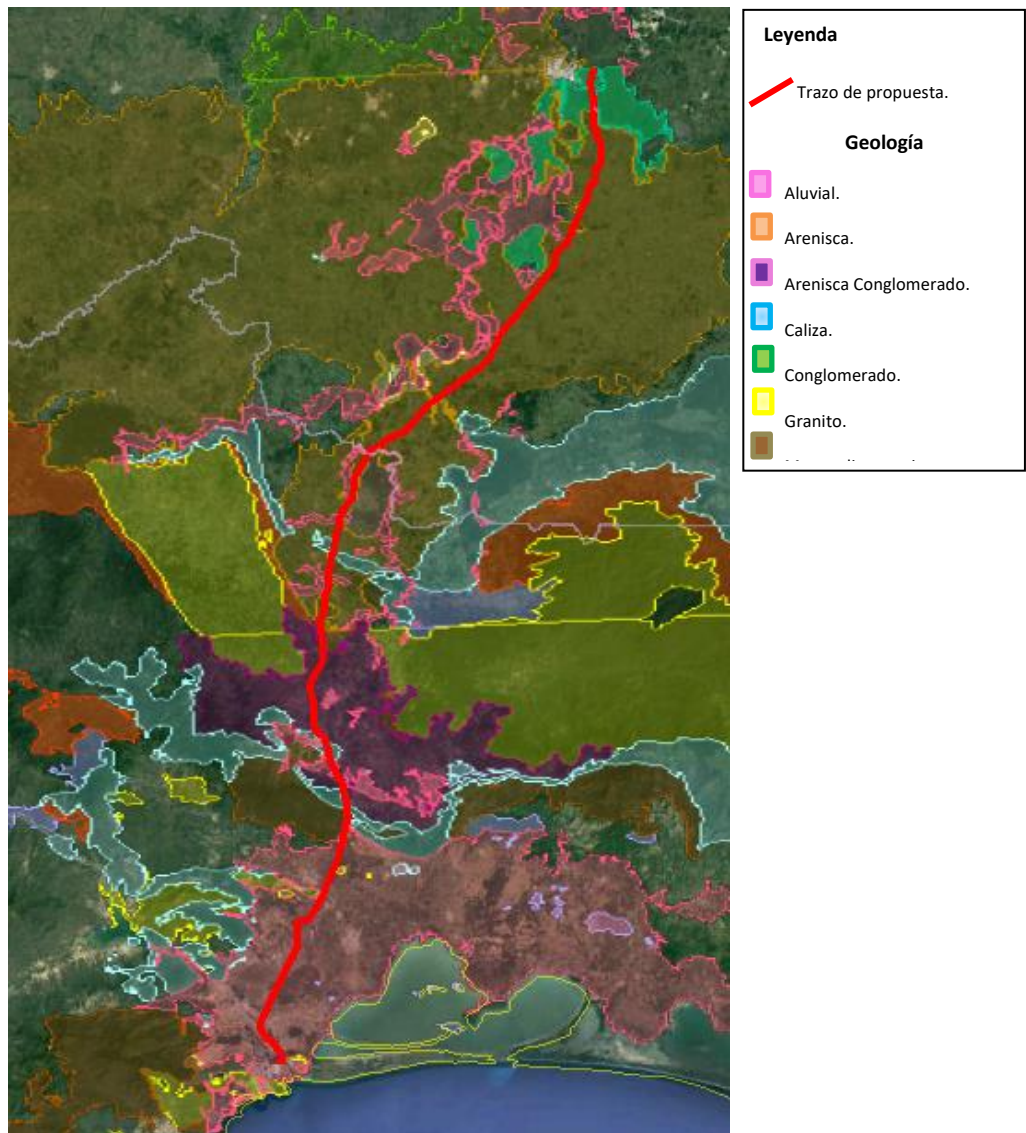 Leyenda
Trazo de propuesta.
Geología
Aluvial.
Arenisca.
Arenisca Conglomerado.
Caliza.
Conglomerado.
Granito.